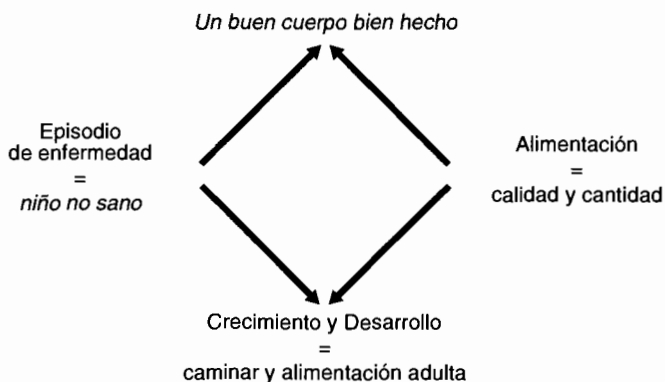 Un buen cuerpo bien hecho
Episodio
de enfermedad
=
niño no sano
Alimentación
=
calidad y cantidad
Crecimiento y Desarrollo
=
caminar y alimentación adulta